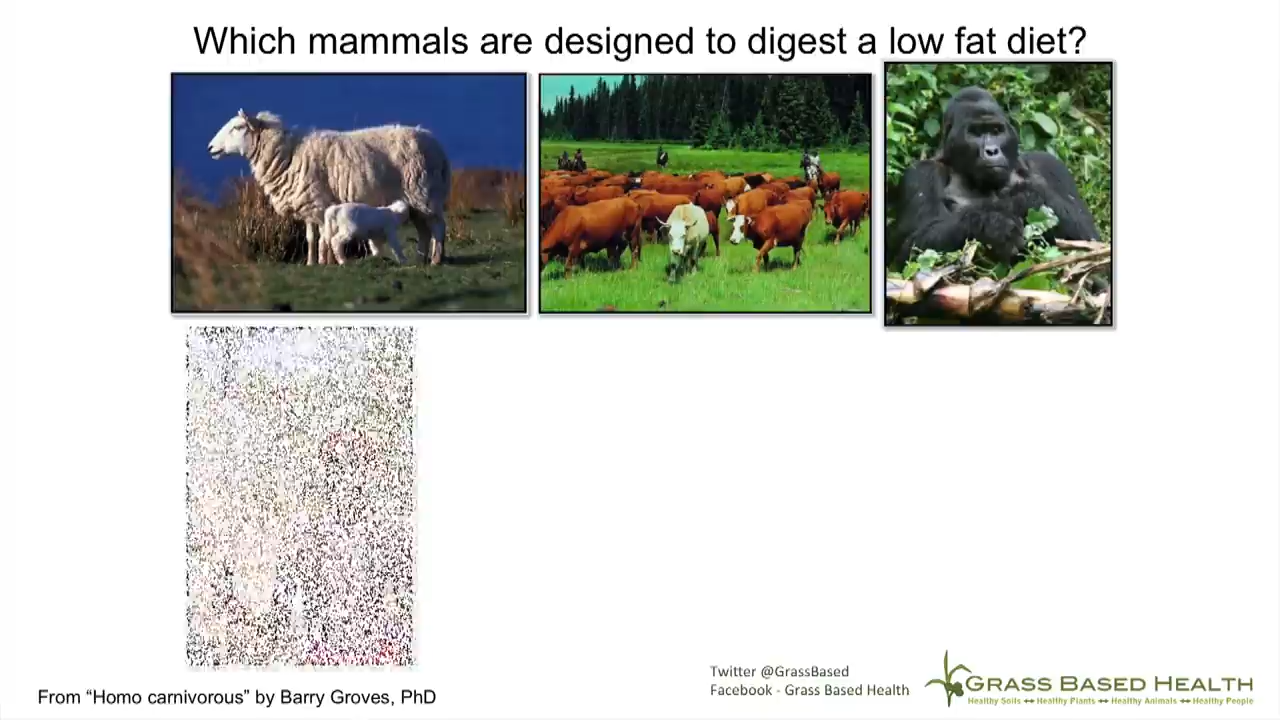 Which mammals are designed to digest a low fat diet?
Twitter @GrassBased
Facebook - Grass Based Health
GRASS BASED HEALTH
Healthy Soils ↔ Healthy Plants ↔ Healthy Animals ↔ Healthy People
From “Homo carnivorous” by Barry Groves, PhD